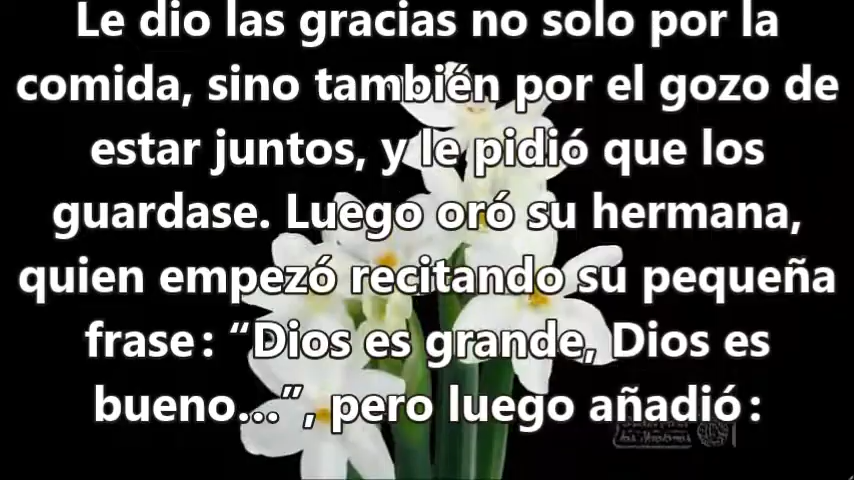 Le dio las gracias no solo por la
comida, sino también por el gozo de
estar juntos, y le pidió que los
guardase. Luego oró su hermana,
quien empezó recitando su pequeña
frase: “Dios es grande, Dios es
bueno...”, pero luego añadió: